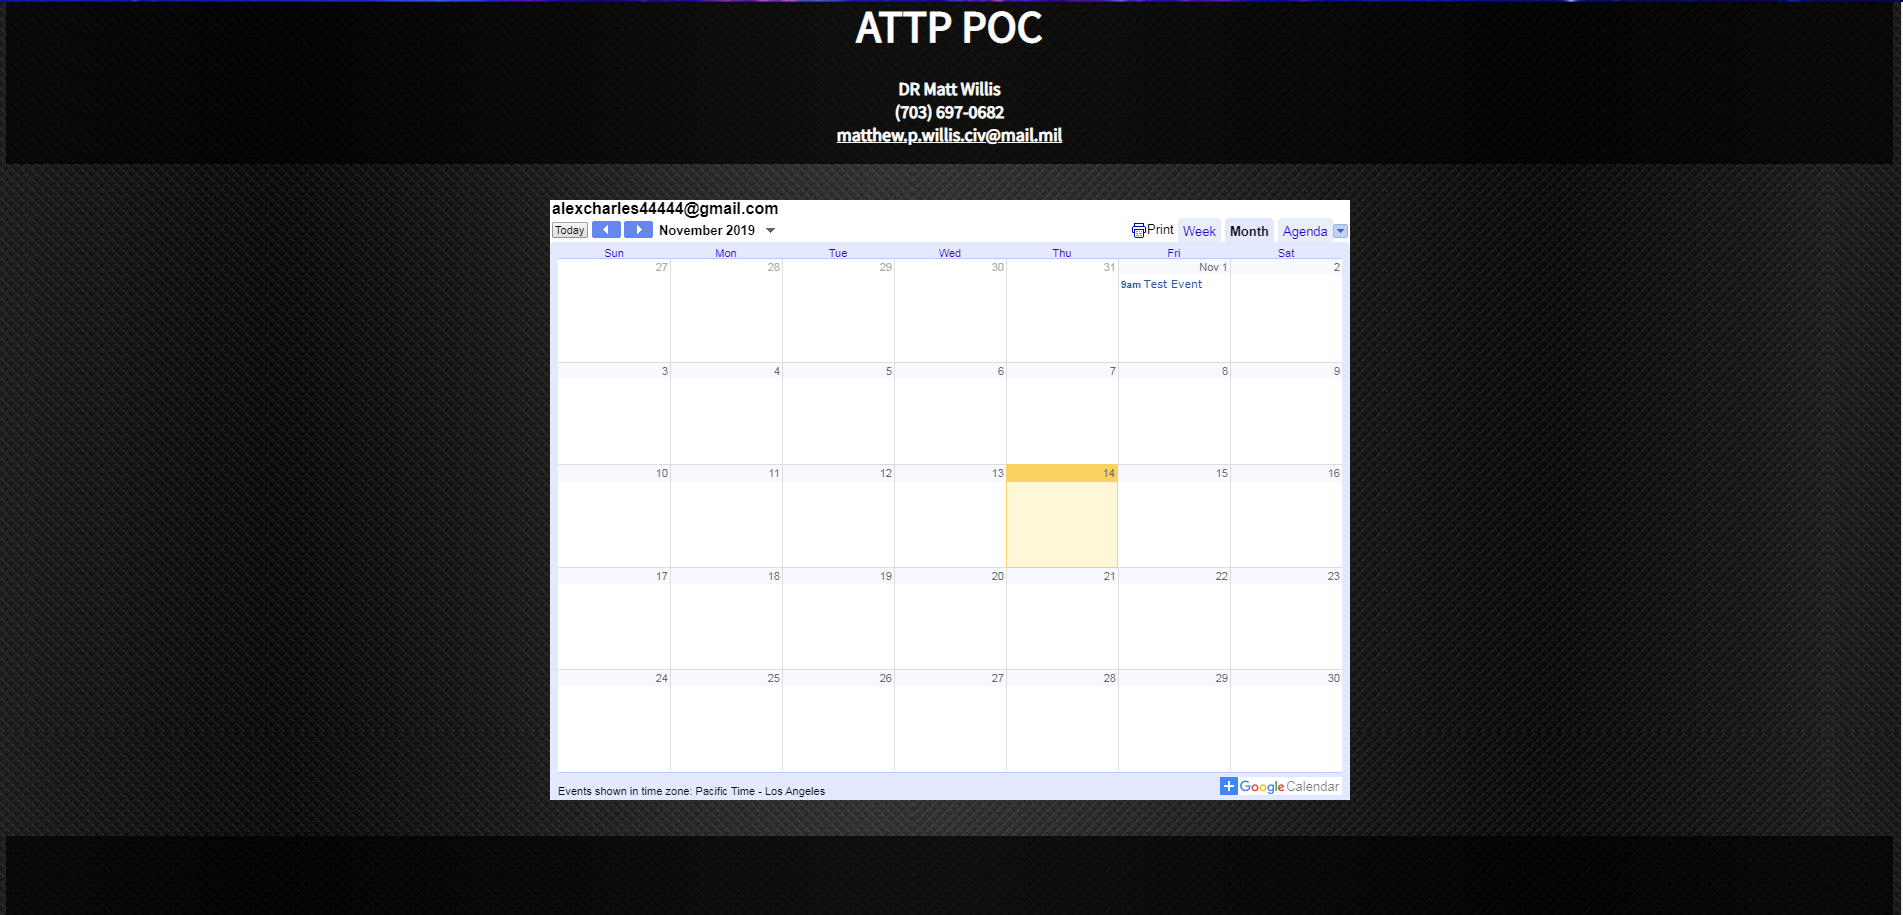 ATTP POC
DR Matt Willis
(703) 697-0682
matthew.p.willis.civ@mail.mil
alexcharles44444@gmail.com
Today November 2019 Print Week Month Agenda
Sun Mon Tue Wed Thu Fri Sat
27 28 29 30 31 Nov 1 2
9am Test Event
3 4 5 6 7 8 9
10 11 12 13 14 15 16
17 18 19 20 21 22 23
24 25 26 27 28 29 30
Events shown in time zone: Pacific Time - Los Angeles
Google Calendar